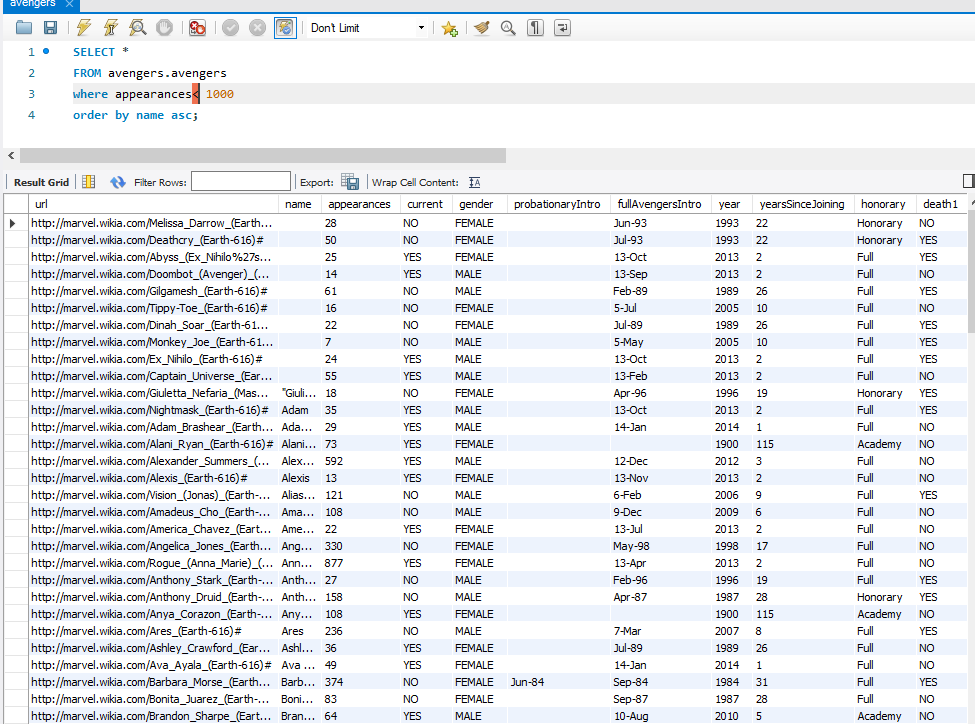 avengers ×
Don't Limit
1 SELECT *
2 FROM avengers.avengers
3 where appearances< 1000
4 order by name asc;
Result Grid Filter Rows: Export: Wrap Cell Content: IA
url name appearances current gender probationaryIntro fullAvengersIntro year yearsSinceJoining honorary death1
http://marvel.wikia.com/Melissa_Darrow_(Earth... 28 NO FEMALE Jun-93 1993 22 Honorary NO
http://marvel.wikia.com/Deathcry_(Earth-616)# 50 NO FEMALE Jul-93 1993 22 Honorary YES
http://marvel.wikia.com/Abyss_(Ex_Nihilo%27s... 25 YES FEMALE 13-Oct 2013 2 Full YES
http://marvel.wikia.com/Doombot_(Avenger)_(... 14 YES MALE 13-Sep 2013 2 Full NO
http://marvel.wikia.com/Gilgamesh_(Earth-616)# 61 NO MALE Feb-89 1989 26 Full YES
http://marvel.wikia.com/Tippy-Toe_(Earth-616)# 16 NO FEMALE 5-Jul 2005 10 Full NO
http://marvel.wikia.com/Dinah_Soar_(Earth-61... 22 NO FEMALE Jul-89 1989 26 Full YES
http://marvel.wikia.com/Monkey_Joe_(Earth-61... 7 NO MALE 5-May 2005 10 Full YES
http://marvel.wikia.com/Ex_Nihilo_(Earth-616)# 24 YES MALE 13-Oct 2013 2 Full YES
http://marvel.wikia.com/Captain_Universe_(Ear... 55 YES MALE 13-Feb 2013 2 Full NO
http://marvel.wikia.com/Giuletta_Nefaria_(Mas... "Giuli... 18 NO FEMALE Apr-96 1996 19 Honorary YES
http://marvel.wikia.com/Nightmask_(Earth-616)# Adam 35 YES MALE 13-Oct 2013 2 Full YES
http://marvel.wikia.com/Adam_Brashear_(Earth... Ada... 29 YES MALE 14-Jan 2014 1 Full NO
http://marvel.wikia.com/Alani_Ryan_(Earth-616)# Alani... 73 YES FEMALE 1900 115 Academy NO
http://marvel.wikia.com/Alexander_Summers_(... Alex... 592 YES MALE 12-Dec 2012 3 Full NO
http://marvel.wikia.com/Alexis_(Earth-616)# Alexis 13 YES FEMALE 13-Nov 2013 2 Full NO
http://marvel.wikia.com/Vision_(Jonas)_(Earth-... Alias... 121 NO MALE 6-Feb 2006 9 Full YES
http://marvel.wikia.com/Amadeus_Cho_(Earth-... Ama... 108 NO MALE 9-Dec 2009 6 Full NO
http://marvel.wikia.com/America_Chavez_(Eart... Ame... 22 YES FEMALE 13-Jul 2013 2 Full NO
http://marvel.wikia.com/Angelica_Jones_(Earth... Ang... 330 NO FEMALE May-98 1998 17 Full NO
http://marvel.wikia.com/Rogue_(Anna_Marie)_(... Ann... 877 YES FEMALE 13-Apr 2013 2 Full NO
http://marvel.wikia.com/Anthony_Stark_(Earth-... Anth... 27 NO MALE Feb-96 1996 19 Full YES
http://marvel.wikia.com/Anthony_Druid_(Earth-... Anth... 158 NO MALE Apr-87 1987 28 Honorary YES
http://marvel.wikia.com/Anya_Corazon_(Earth-... Any... 108 YES FEMALE 1900 115 Academy NO
http://marvel.wikia.com/Ares_(Earth-616)# Ares 236 NO MALE 7-Mar 2007 8 Full YES
http://marvel.wikia.com/Ashley_Crawford_(Ear... Ashl... 36 YES FEMALE Jul-89 1989 26 Full NO
http://marvel.wikia.com/Ava_Ayala_(Earth-616)# Ava ... 49 YES FEMALE 14-Jan 2014 1 Full NO
http://marvel.wikia.com/Barbara_Morse_(Earth... Barb... 374 NO FEMALE Jun-84 Sep-84 1984 31 Full YES
http://marvel.wikia.com/Bonita_Juarez_(Earth-... Boni... 83 NO FEMALE Sep-87 1987 28 Full NO
http://marvel.wikia.com/Brandon_Sharpe_(Eart... Bran... 64 YES MALE 10-Aug 2010 5 Academy NO